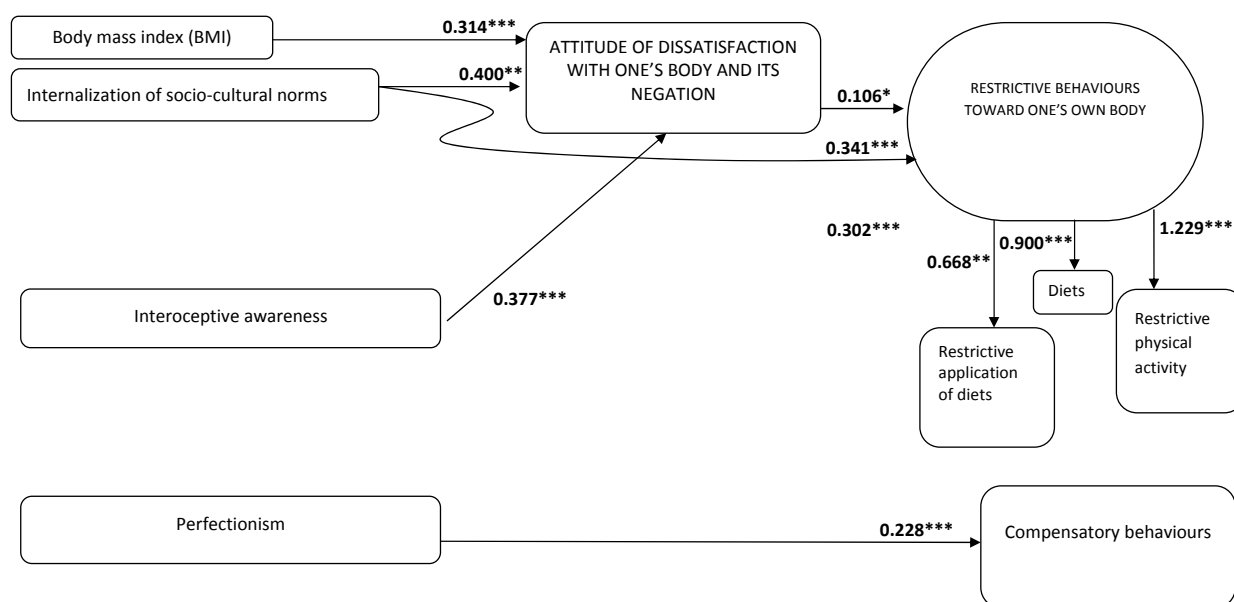 Body mass index (BMI)
0.314***
Internalization of socio-cultural norms
0.400**
ATTITUDE OF DISSATISFACTION
WITH ONE'S BODY AND ITS
NEGATION
0.106*
0.341***
RESTRICTIVE BEHAVIOURS
TOWARD ONE'S OWN BODY
0.302***
0.668**
0.900***
1.229***
Interoceptive awareness
0.377***
Diets
Restrictive
application
of diets
Restrictive
physical
activity
Perfectionism
0.228***
Compensatory behaviours